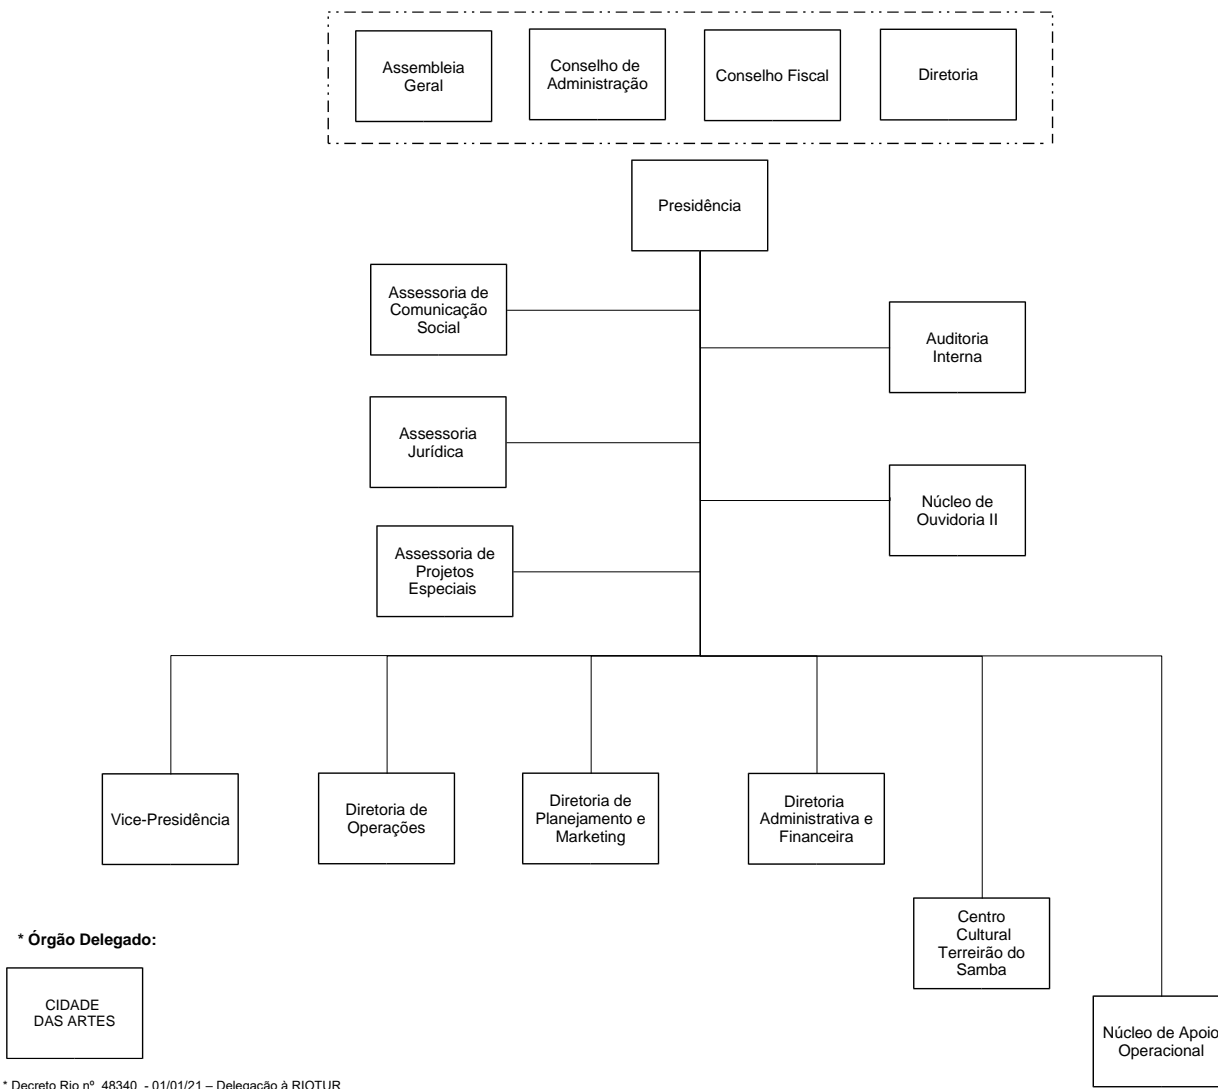 Assembleia
Geral
Conselho de
Administração
Conselho Fiscal
Diretoria
Presidência
Assessoria de
Comunicação
Social
Auditoria
Interna
Assessoria
Jurídica
Núcleo de
Ouvidoria II
Assessoria de
Projetos
Especiais
Vice-Presidência
Diretoria de
Operações
Diretoria de
Planejamento e
Marketing
Diretoria
Administrativa e
Financeira
Centro
Cultural
Terreirão do
Samba
Núcleo de Apoio
Operacional
* Órgão Delegado:
CIDADE
DAS ARTES
* Decreto Rio nº 48340 - 01/01/21 – Delegação à RIOTUR